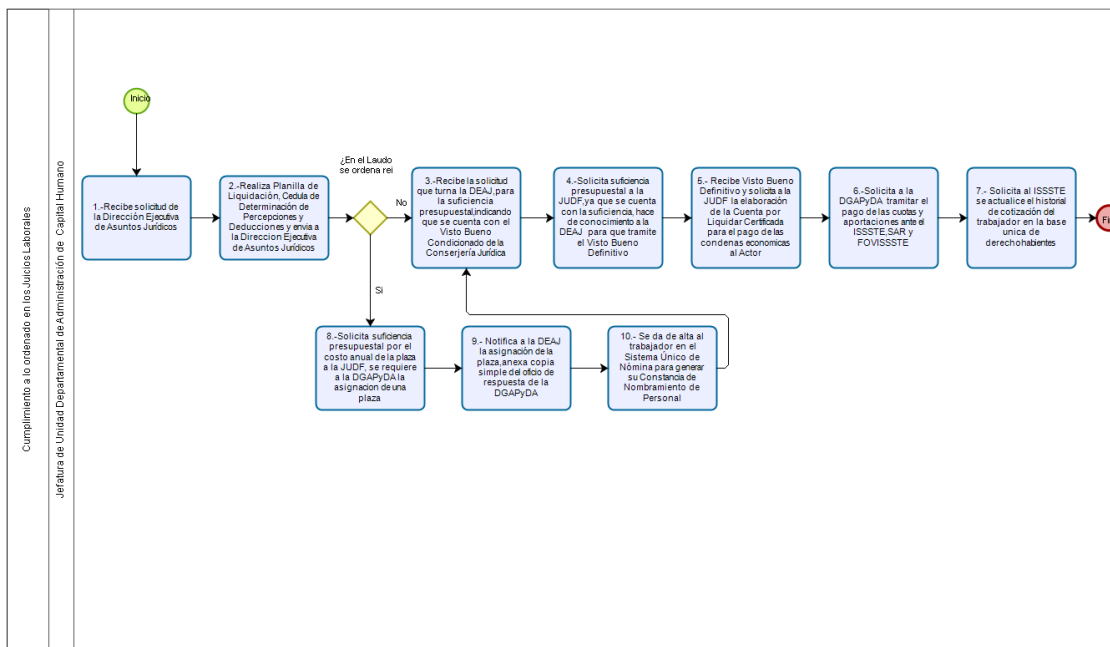 Cumplimiento a lo ordenado en los Juicios Laborales
Jefatura de Unidad Departamental de Administración de Capital Humano
Inicio
1.-Recibe solicitud de
la Dirección Ejecutiva
de Asuntos Jurídicos
2.-Realiza Planilla de
Liquidación, Cedula de
Determinación de
Percepciones y
Deducciones y envia a
la Direccion Ejecutiva
de Asuntos Jurídicos
¿En el Laudo
se ordena rei
No
3.-Recibe la solicitud
que turna la DEAJ,para
la suficiencia
presupuestal,indicando
que se cuenta con el
Visto Bueno
Condicionado de la
Conserjería Jurídica
4.-Solicita suficiencia
presupuestal a la
JUDF,ya que se cuenta
con la suficiencia, hace
de conocimiento a la
DEAJ para que tramite
el Visto Bueno
Definitivo
5.- Recibe Visto Bueno
Definitivo y solicita a la
JUDF la elaboración de
la Cuenta por
Liquidar Certificada
para el pago de las
condenas economicas
al Actor
6.-Solicita a la
DGAPyDA tramitar el
pago de las cuotas y
aportaciones ante el
ISSSTE,SAR y
FOVISSSTE
7.- Solicita al ISSSTE
se actualice el historial
de cotización del
trabajador en la base
unica de
derechohabientes
Si
8.-Solicita suficiencia
presupuestal por el
costo anual de la plaza
a la JUDF, se requiere
a la DGAPyDA la
asignacion de una
plaza
9.- Notifica a la DEAJ
la asignación de la
plaza,anexa copia
simple del oficio de
respuesta de la
DGAPyDA
10.- Se da de alta al
trabajador en el
Sistema Único de
Nómina para generar
su Constancia de
Nombramiento de
Personal